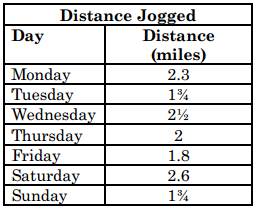 Distance Jogged
Day Distance
(miles)
Monday 2.3
Tuesday 1¾
Wednesday 2½
Thursday 2
Friday 1.8
Saturday 2.6
Sunday 1¾